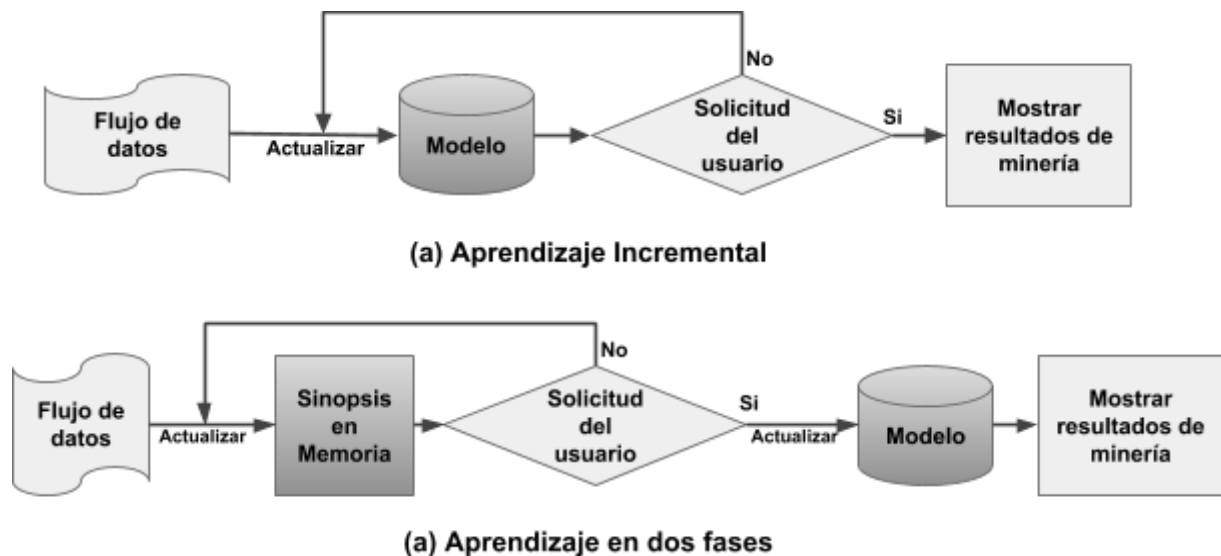 No
Flujo de
datos
Actualizar
Modelo
Solicitud
del
usuario
Si
Mostrar
resultados de
minería
(a) Aprendizaje Incremental
No
Flujo de
datos
Actualizar
Sinopsis
en
Memoria
Solicitud
del
usuario
Si
Actualizar
Modelo
Mostrar
resultados de
minería
(a) Aprendizaje en dos fases